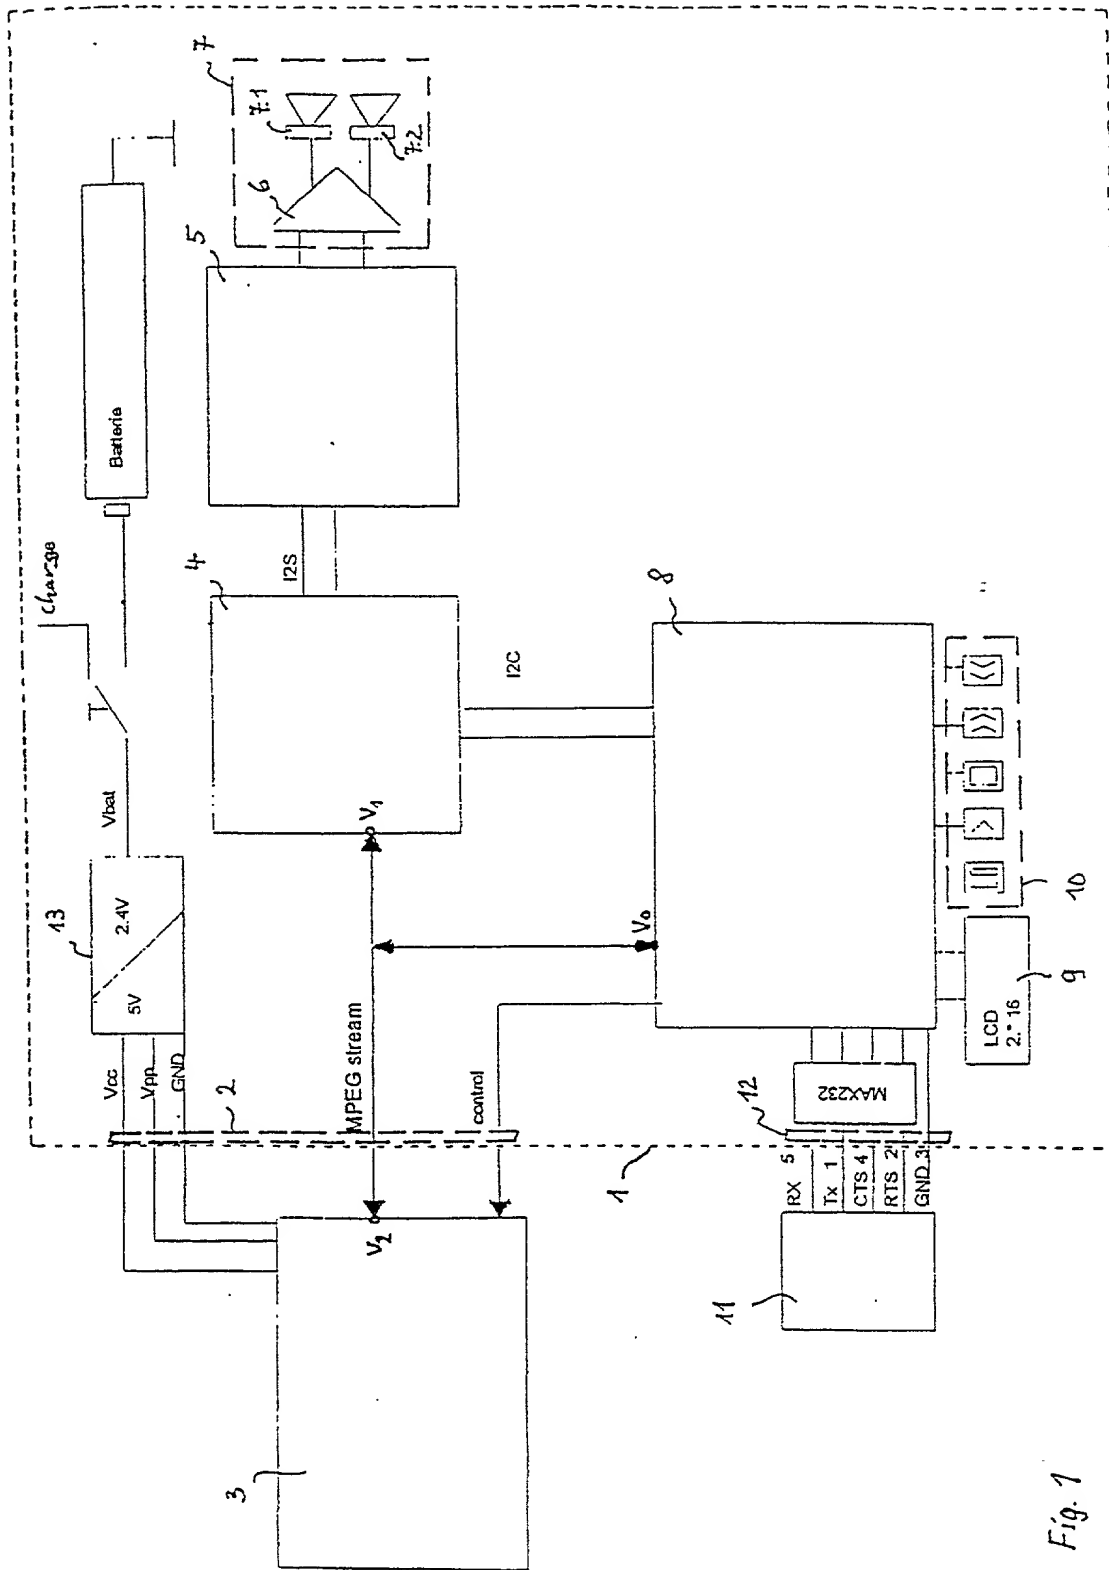 Fig. 1
3
1
2
Vcc
Vpp
GND
MPEG stream
control
V2
V1
V0
13
5V
2.4V
Vbat
Charge
Batterie
4
I2S
5
6
7
7.1
7.2
I2C
8
11
RX 5
Tx 1
CTS 4
RTS 2
GND 3
12
MAX232
LCD
2.* 16
9
10